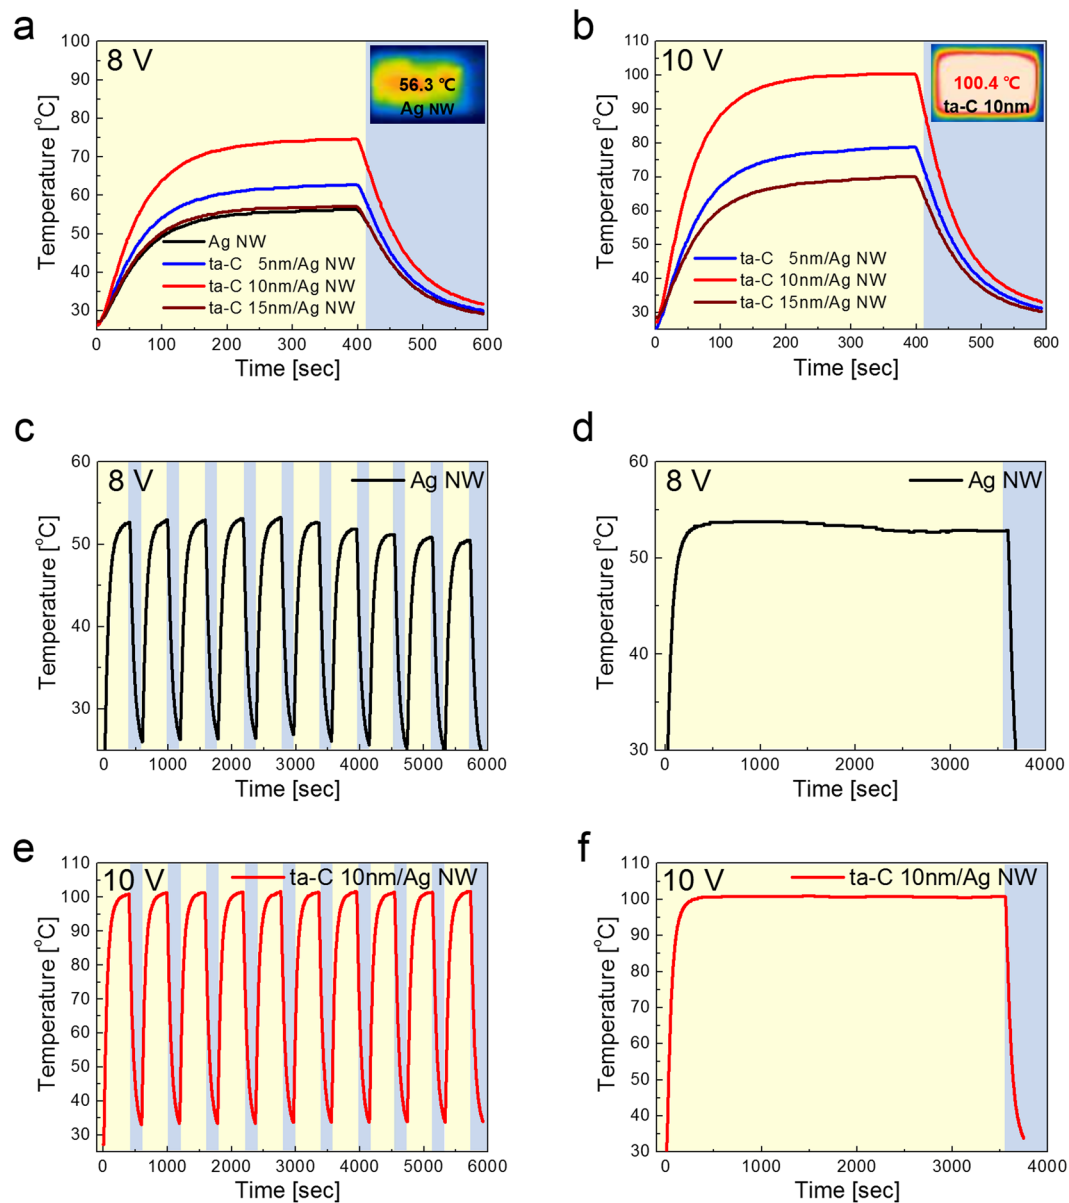 a
100
90
80
70
60
50
40
30
Temperature [°C]
8 V
56.3 ℃
Ag NW
Ag NW
ta-C 5nm/Ag NW
ta-C 10nm/Ag NW
ta-C 15nm/Ag NW
0 100 200 300 400 500 600
Time [sec]
b
110
100
90
80
70
60
50
40
30
Temperature [°C]
10 V
100.4 ℃
ta-C 10nm
ta-C 5nm/Ag NW
ta-C 10nm/Ag NW
ta-C 15nm/Ag NW
0 100 200 300 400 500 600
Time [sec]
c
60
50
40
30
Temperature [°C]
8 V
Ag NW
0 1000 2000 3000 4000 5000 6000
Time [sec]
d
60
50
40
30
Temperature [°C]
8 V
Ag NW
0 1000 2000 3000 4000
Time [sec]
e
110
100
90
80
70
60
50
40
30
Temperature [°C]
10 V
ta-C 10nm/Ag NW
0 1000 2000 3000 4000 5000 6000
Time [sec]
f
110
100
90
80
70
60
50
40
30
Temperature [°C]
10 V
ta-C 10nm/Ag NW
0 1000 2000 3000 4000
Time [sec]